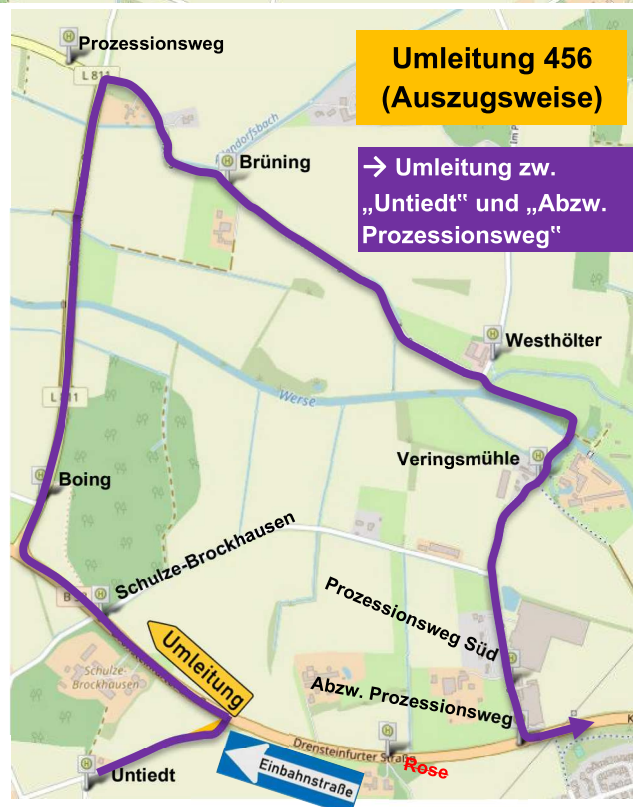 Prozessionsweg
L 811
Umleitung 456
(Auszugsweise)
Brüning
→ Umleitung zw.
„Untiedt“ und „Abzw.
Prozessionsweg“
Westhölter
Werse
Veringsmühle
Boing
Schulze-Brockhausen
Prozessionsweg Süd
Umleitung
Schulze-
Brockhausen
Abzw. Prozessionsweg
Drensteinfurter Straße
Rose
Einbahnstraße
Untiedt